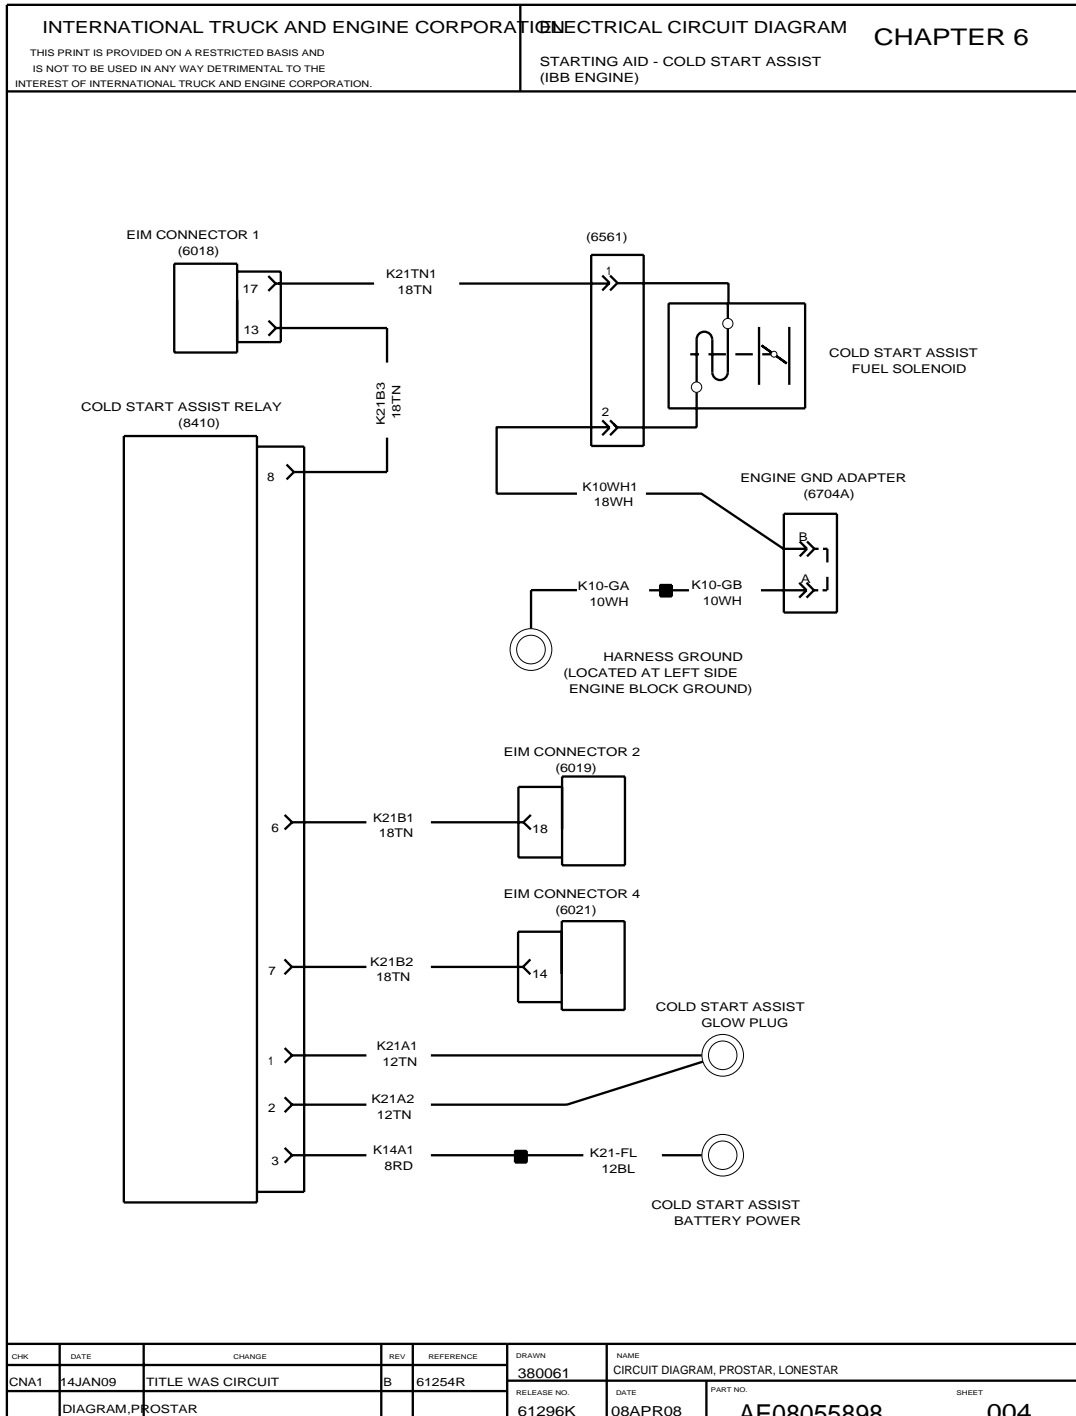 INTERNATIONAL TRUCK AND ENGINE CORPORATION
THIS PRINT IS PROVIDED ON A RESTRICTED BASIS AND
IS NOT TO BE USED IN ANY WAY DETRIMENTAL TO THE
INTEREST OF INTERNATIONAL TRUCK AND ENGINE CORPORATION.
ELECTRICAL CIRCUIT DIAGRAM
STARTING AID - COLD START ASSIST
(IBB ENGINE)
CHAPTER 6
EIM CONNECTOR 1
(6018)
17
13
K21TN1
18TN
(6561)
1
2
COLD START ASSIST
FUEL SOLENOID
K21B3
18TN
COLD START ASSIST RELAY
(8410)
8
K10WH1
18WH
ENGINE GND ADAPTER
(6704A)
B
A
K10-GA
10WH
K10-GB
10WH
HARNESS GROUND
(LOCATED AT LEFT SIDE
ENGINE BLOCK GROUND)
EIM CONNECTOR 2
(6019)
6
K21B1
18TN
18
EIM CONNECTOR 4
(6021)
7
K21B2
18TN
14
COLD START ASSIST
GLOW PLUG
1
K21A1
12TN
2
K21A2
12TN
3
K14A1
8RD
K21-FL
12BL
COLD START ASSIST
BATTERY POWER
CHK DATE CHANGE REV REFERENCE
CNA1 14JAN09 TITLE WAS CIRCUIT B 61254R
DIAGRAM,PROSTAR
DRAWN
380061
NAME
CIRCUIT DIAGRAM, PROSTAR, LONESTAR
RELEASE NO.
61296K
DATE
08APR08
PART NO.
AE08055898
SHEET
004